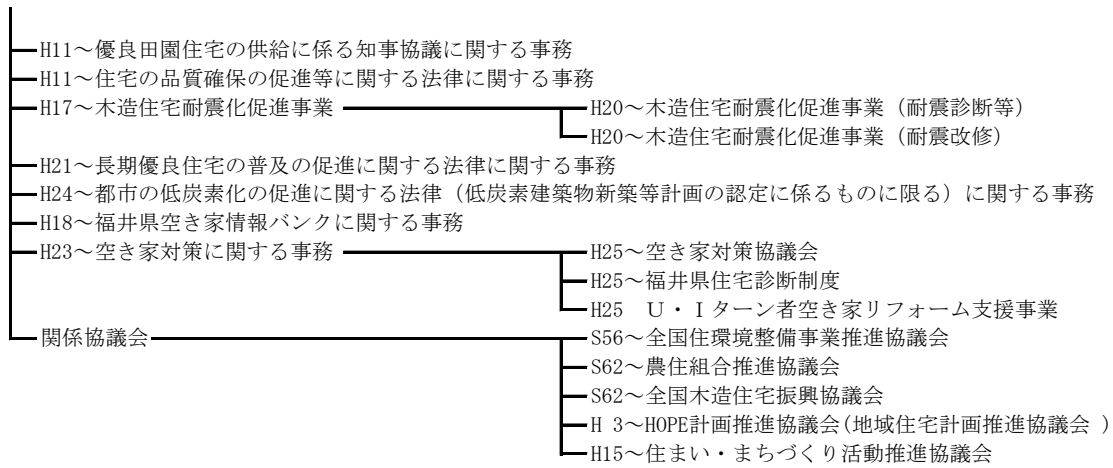 H11～優良田園住宅の供給に係る知事協議に関する事務
H11～住宅の品質確保の促進等に関する法律に関する事務
H17～木造住宅耐震化促進事業 H20～木造住宅耐震化促進事業（耐震診断等）
H20～木造住宅耐震化促進事業（耐震改修）
H21～長期優良住宅の普及の促進に関する法律に関する事務
H24～都市の低炭素化の促進に関する法律（低炭素建築物新築等計画の認定に係るものに限る）に関する事務
H18～福井県空き家情報バンクに関する事務
H23～空き家対策に関する事務 H25～空き家対策協議会
H25～福井県住宅診断制度
H25　Ｕ・Ｉターン者空き家リフォーム支援事業
関係協議会 S56～全国住環境整備事業推進協議会
S62～農住組合推進協議会
S62～全国木造住宅振興協議会
H 3～HOPE計画推進協議会(地域住宅計画推進協議会 )
H15～住まい・まちづくり活動推進協議会